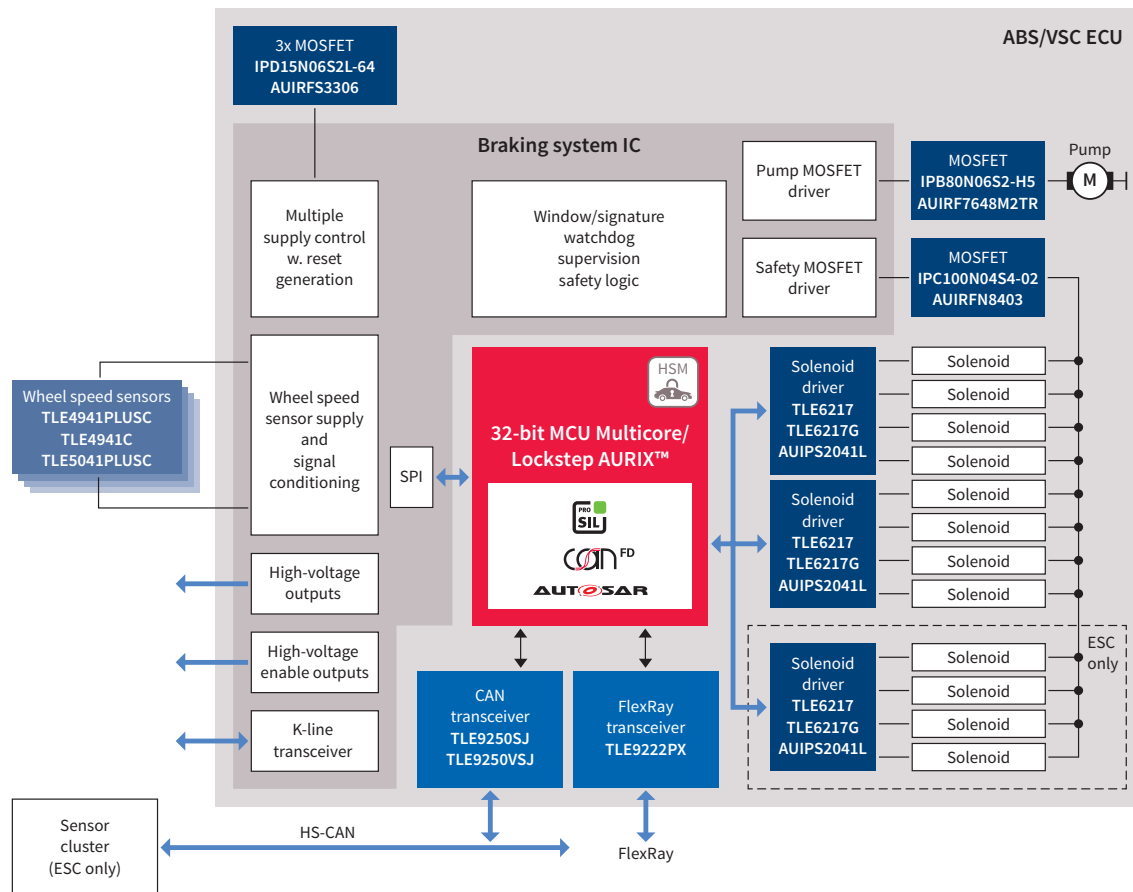 ABS/VSC ECU
3x MOSFET
IPD15N06S2L-64
AUIRFS3306
Braking system IC
Multiple
supply control
w. reset
generation
Window/signature
watchdog
supervision
safety logic
Pump MOSFET
driver
MOSFET
IPB80N06S2-H5
AUIRF7648M2TR
Pump
M
Safety MOSFET
driver
MOSFET
IPC100N04S4-02
AUIRFN8403
Wheel speed sensors
TLE4941PLUSC
TLE4941C
TLE5041PLUSC
Wheel speed
sensor supply
and
signal
conditioning
SPI
HSM
32-bit MCU Multicore/
Lockstep AURIX™
PRO
SIL
CAN FD
AUTOSAR
Solenoid
driver
TLE6217
TLE6217G
AUIPS2041L
Solenoid
Solenoid
Solenoid
Solenoid
Solenoid
driver
TLE6217
TLE6217G
AUIPS2041L
Solenoid
Solenoid
Solenoid
Solenoid
ESC
only
Solenoid
driver
TLE6217
TLE6217G
AUIPS2041L
Solenoid
Solenoid
Solenoid
Solenoid
High-voltage
outputs
High-voltage
enable outputs
K-line
transceiver
CAN
transceiver
TLE9250SJ
TLE9250VSJ
FlexRay
transceiver
TLE9222PX
Sensor
cluster
(ESC only)
HS-CAN
FlexRay